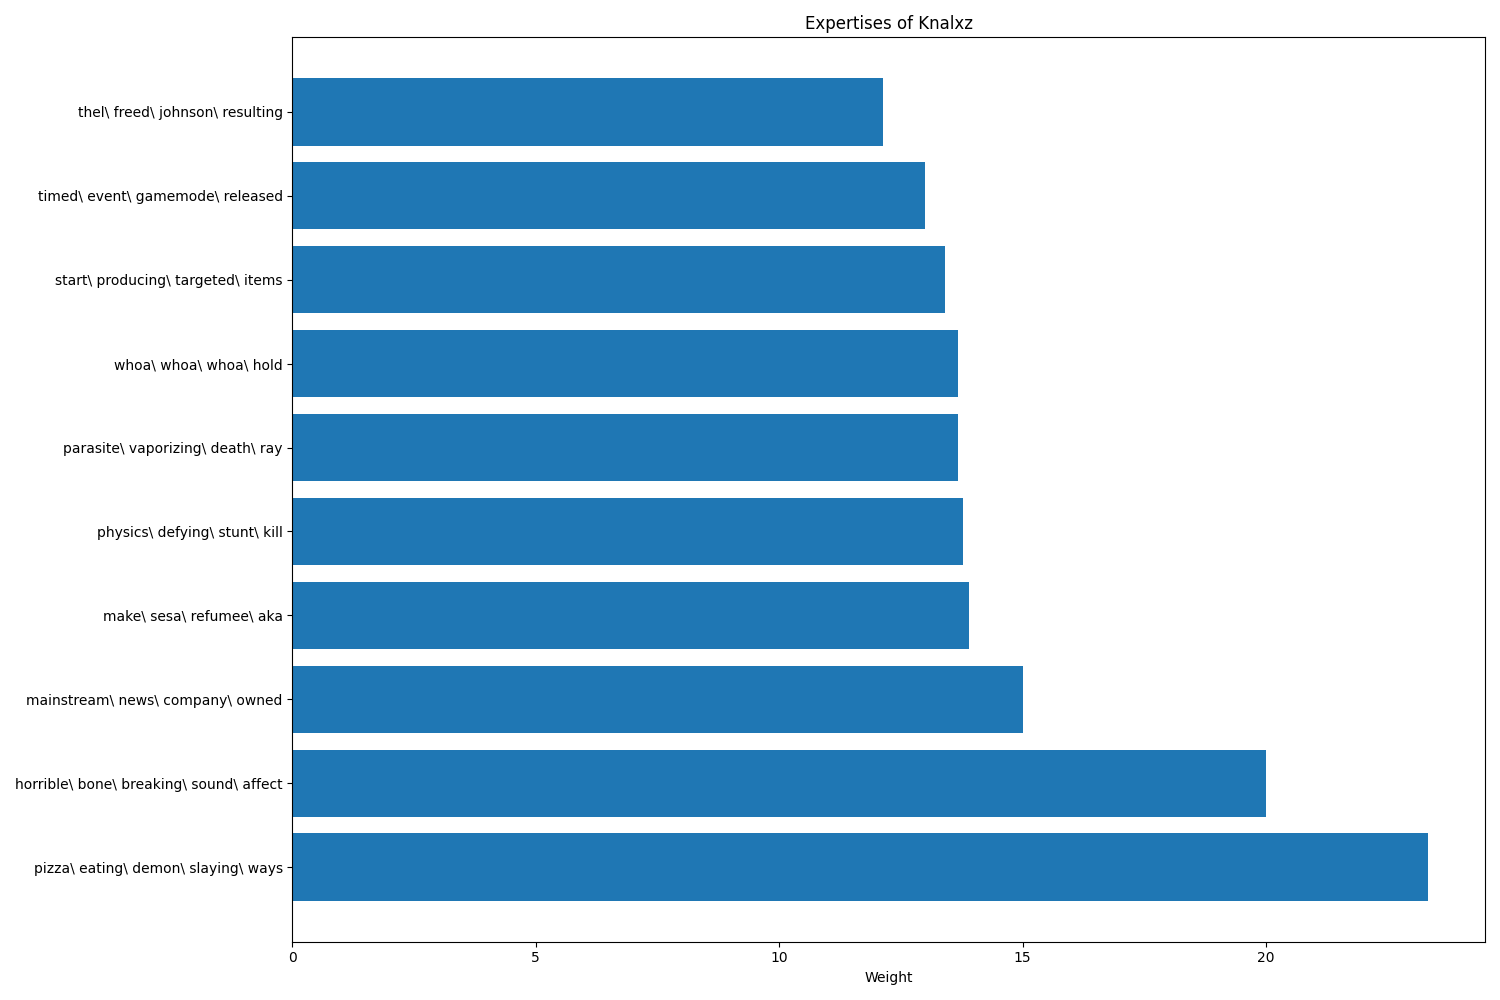 Expertises of Knalxz
thel\ freed\ johnson\ resulting
timed\ event\ gamemode\ released
start\ producing\ targeted\ items
whoa\ whoa\ whoa\ hold
parasite\ vaporizing\ death\ ray
physics\ defying\ stunt\ kill
make\ sesa\ refumee\ aka
mainstream\ news\ company\ owned
horrible\ bone\ breaking\ sound\ affect
pizza\ eating\ demon\ slaying\ ways
0 5 10 15 20
Weight